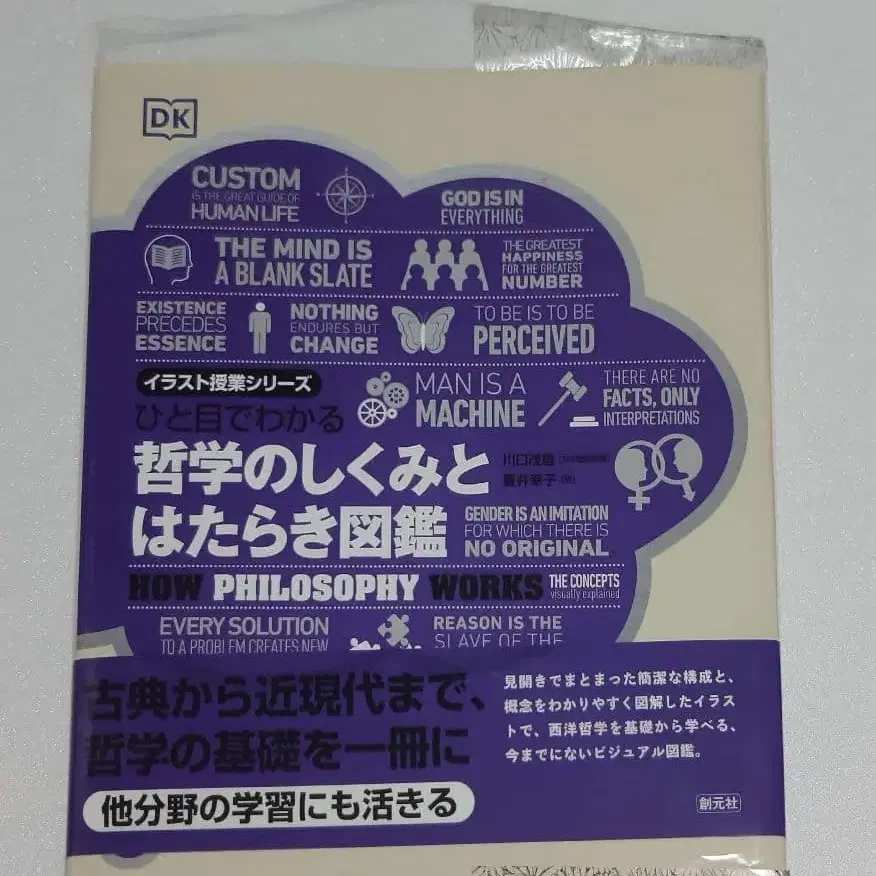 DK
CUSTOM
IS THE GREAT GUIDE OF
HUMAN LIFE
GOD IS IN
EVERYTHING
THE MIND IS
A BLANK SLATE
THE GREATEST
HAPPINESS
FOR THE GREATEST
NUMBER
EXISTENCE
PRECEDES
ESSENCE
NOTHING
ENDURES BUT
CHANGE
TO BE IS TO BE
PERCEIVED
イラスト授業シリーズ
MAN IS A
MACHINE
THERE ARE NO
FACTS, ONLY
INTERPRETATIONS
ひと目でわかる
哲学のしくみと
はたらき図鑑
川口茂雄
幸子
GENDER IS AN IMITATION
FOR WHICH THERE IS
NO ORIGINAL
HOW PHILOSOPHY WORKS
THE CONCEPTS
visually explained
EVERY SOLUTION
TO A PROBLEM CREATES NEW
REASON IS THE
SLAVE OF THE
古典から近現代まで、
哲学の基礎を一冊に
他分野の学習にも活きる
見開きでまとまった簡潔な構成と、
概念をわかりやすく図解したイラス
トで、西洋哲学を基礎から学べる、
今までにないビジュアル図鑑。
創元社